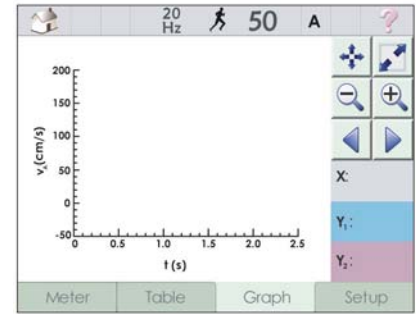 20
Hz
50
A
?
200
150
100
50
0
-50
v_A(cm/s)
0 0.5 1.0 1.5 2.0 2.5
t (s)
X:
Y₁:
Y₂:
Meter Table Graph Setup